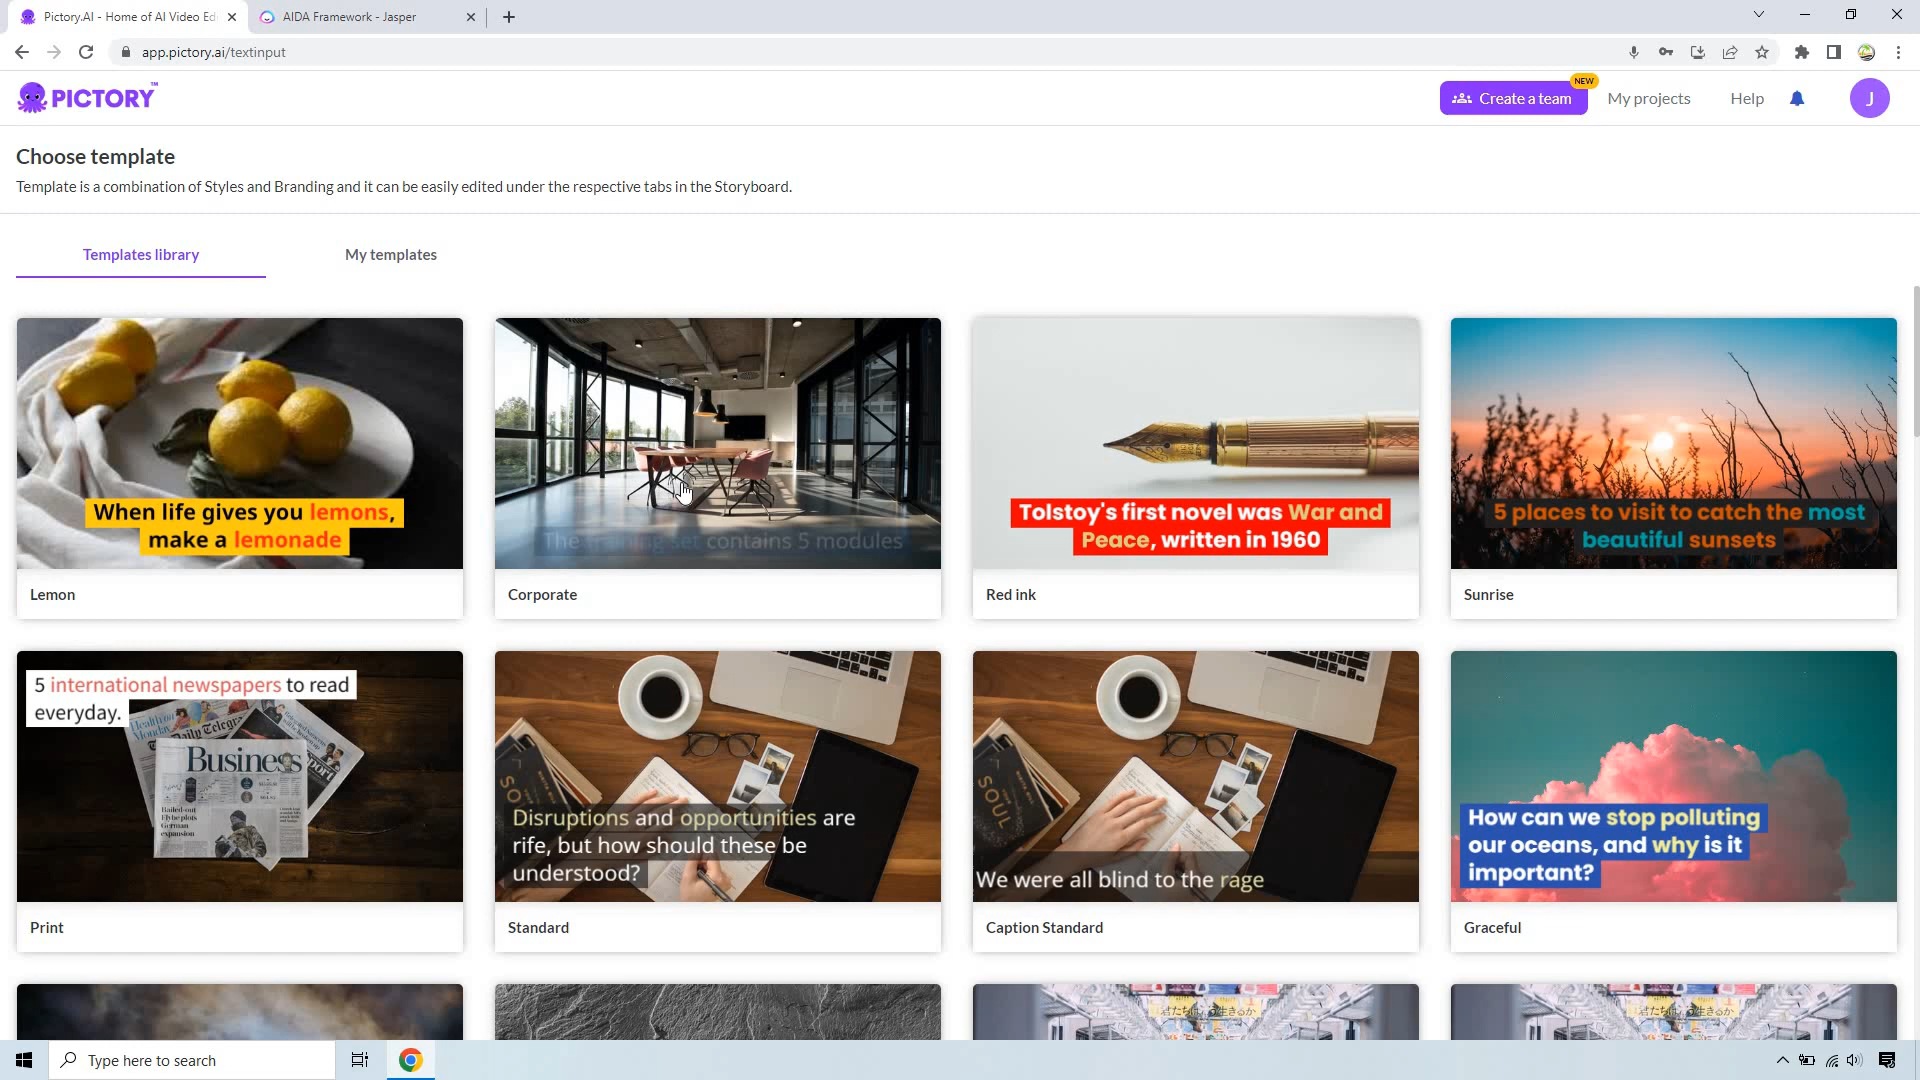 Pictory.AI - Home of AI Video Ed
AIDA Framework - Jasper
app.pictory.ai/textinput
PICTORY™
Create a team
NEW
My projects
Help
J
Choose template
Template is a combination of Styles and Branding and it can be easily edited under the respective tabs in the Storyboard.
Templates library
My templates
When life gives you lemons,
make a lemonade
The training set contains 5 modules
Tolstoy's first novel was War and
Peace, written in 1960
5 places to visit to catch the most
beautiful sunsets
Lemon
Corporate
Red ink
Sunrise
5 international newspapers to read
everyday.
Business
Disruptions and opportunities are
rife, but how should these be
understood?
SOUL
We were all blind to the rage
How can we stop polluting
our oceans, and why is it
important?
Print
Standard
Caption Standard
Graceful
Type here to search